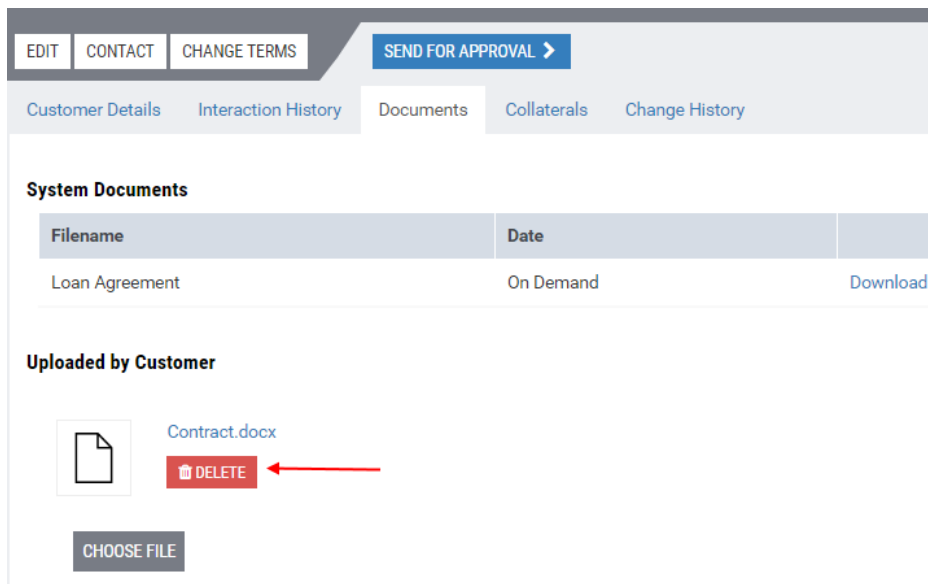 EDIT CONTACT CHANGE TERMS SEND FOR APPROVAL
Customer Details Interaction History Documents Collaterals Change History
System Documents
Filename Date
Loan Agreement On Demand Download
Uploaded by Customer
Contract.docx
DELETE
CHOOSE FILE